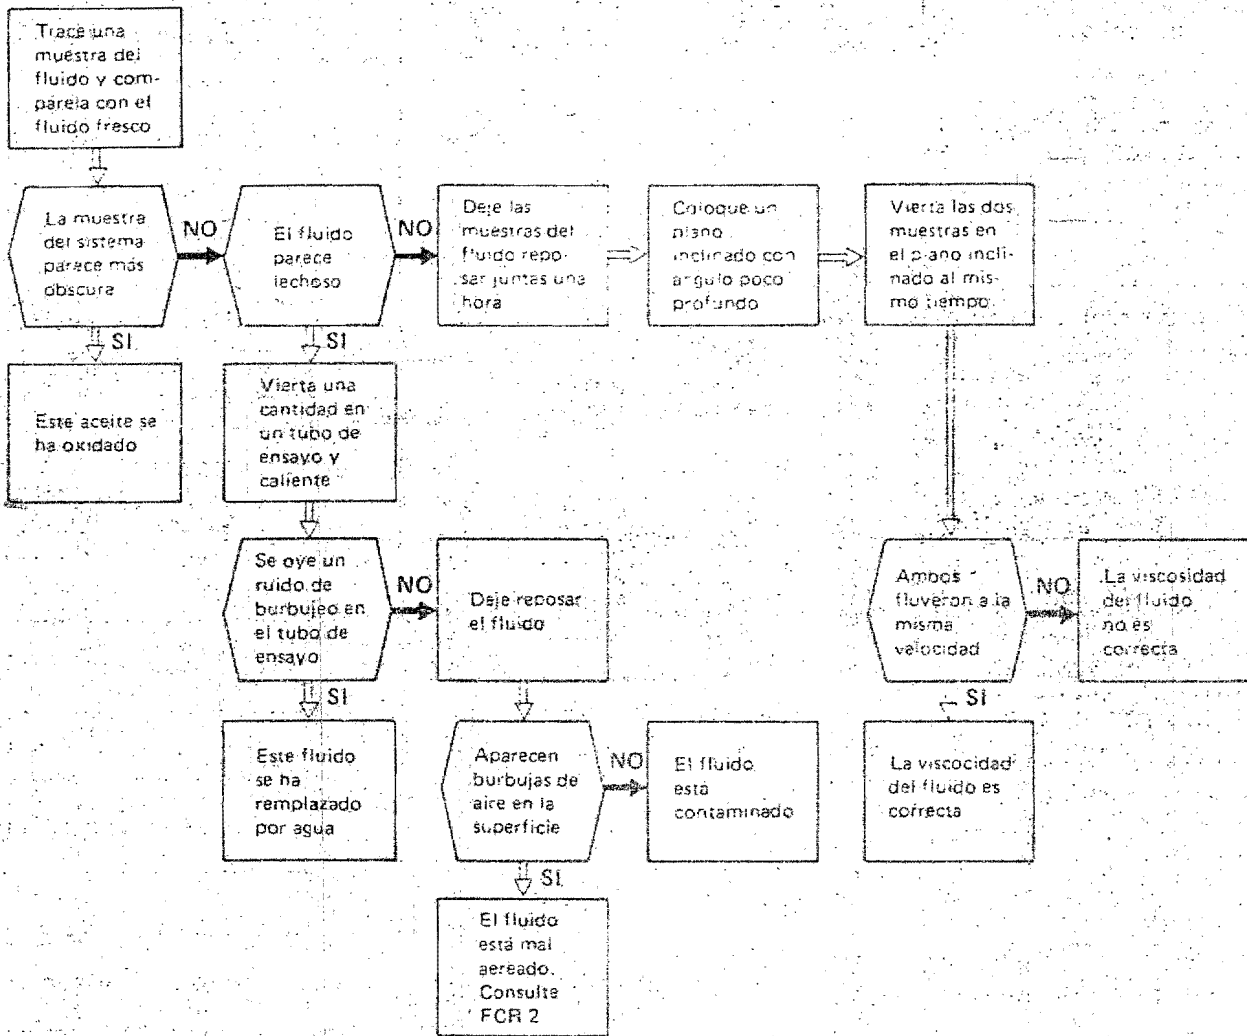 Trace una
muestra del
fluido y com-
párela con el
fluido fresco
La muestra
del sistema
parece más
obscura
NO
El fluido
parece
lechoso
NO
Deje las
muestras del
fluido repo-
sar juntas una
hora
Coloque un
plano
inclinado con
ángulo poco
profundo
Vierta las dos
muestras en
el plano incli-
nado al mis-
mo tiempo
SI
SI
Este aceite se
ha oxidado
Vierta una
cantidad en
un tubo de
ensayo y
caliente
Se oye un
ruido de
burbujeo en
el tubo de
ensayo
NO
Deje reposar
el fluido
Ambos
fluyeron a la
misma
velocidad
NO
La viscosidad
del fluido
no es
correcta
SI
SI
Este fluido
se ha
remplazado
por agua
Aparecen
burbujas de
aire en la
superficie
NO
El fluido
está
contaminado
La viscocidad
del fluido es
correcta
SI
El fluido
está mal
aereado.
Consulte
FCR 2